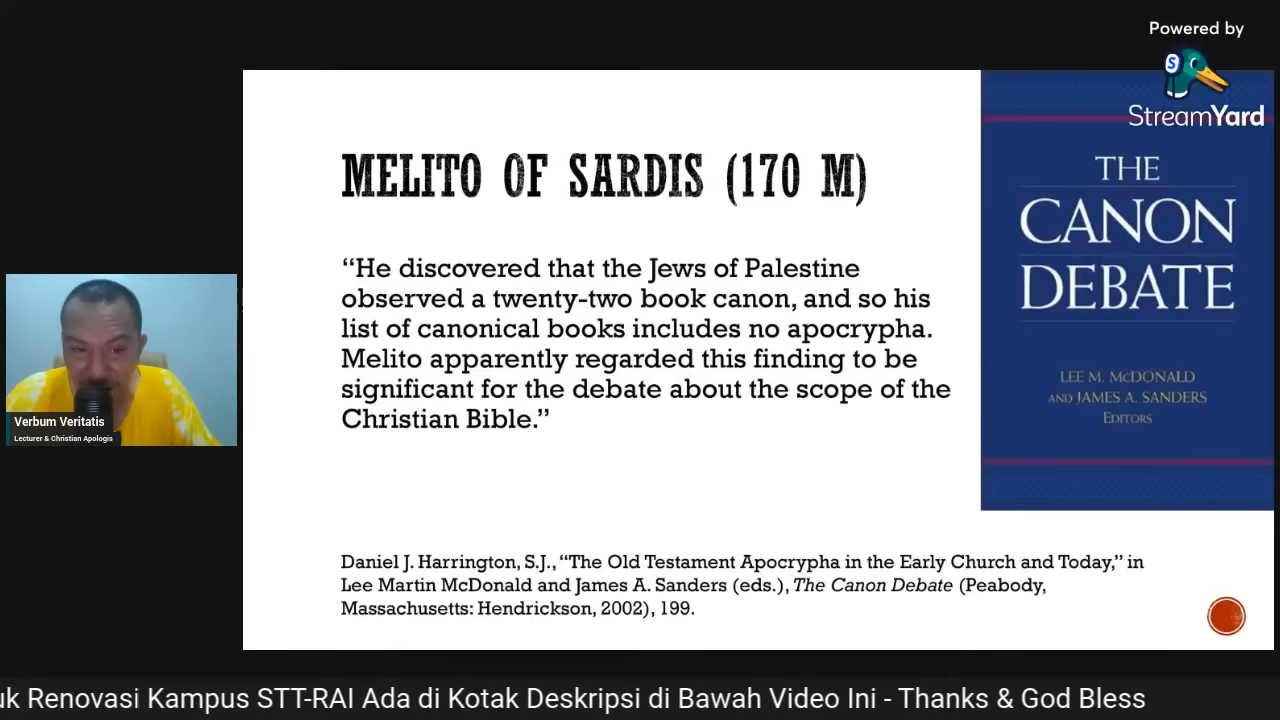 Powered by
StreamYard
MELITO OF SARDIS (170 M)
“He discovered that the Jews of Palestine
observed a twenty-two book canon, and so his
list of canonical books includes no apocrypha.
Melito apparently regarded this finding to be
significant for the debate about the scope of the
Christian Bible.”
THE
CANON
DEBATE
LEE M. McDONALD
AND JAMES A. SANDERS
EDITORS
Verbum Veritatis
Lecturer & Christian Apologis
Daniel J. Harrington, S.J., “The Old Testament Apocrypha in the Early Church and Today,” in
Lee Martin McDonald and James A. Sanders (eds.), The Canon Debate (Peabody,
Massachusetts: Hendrickson, 2002), 199.
uk Renovasi Kampus STT-RAI Ada di Kotak Deskripsi di Bawah Video Ini - Thanks & God Bless